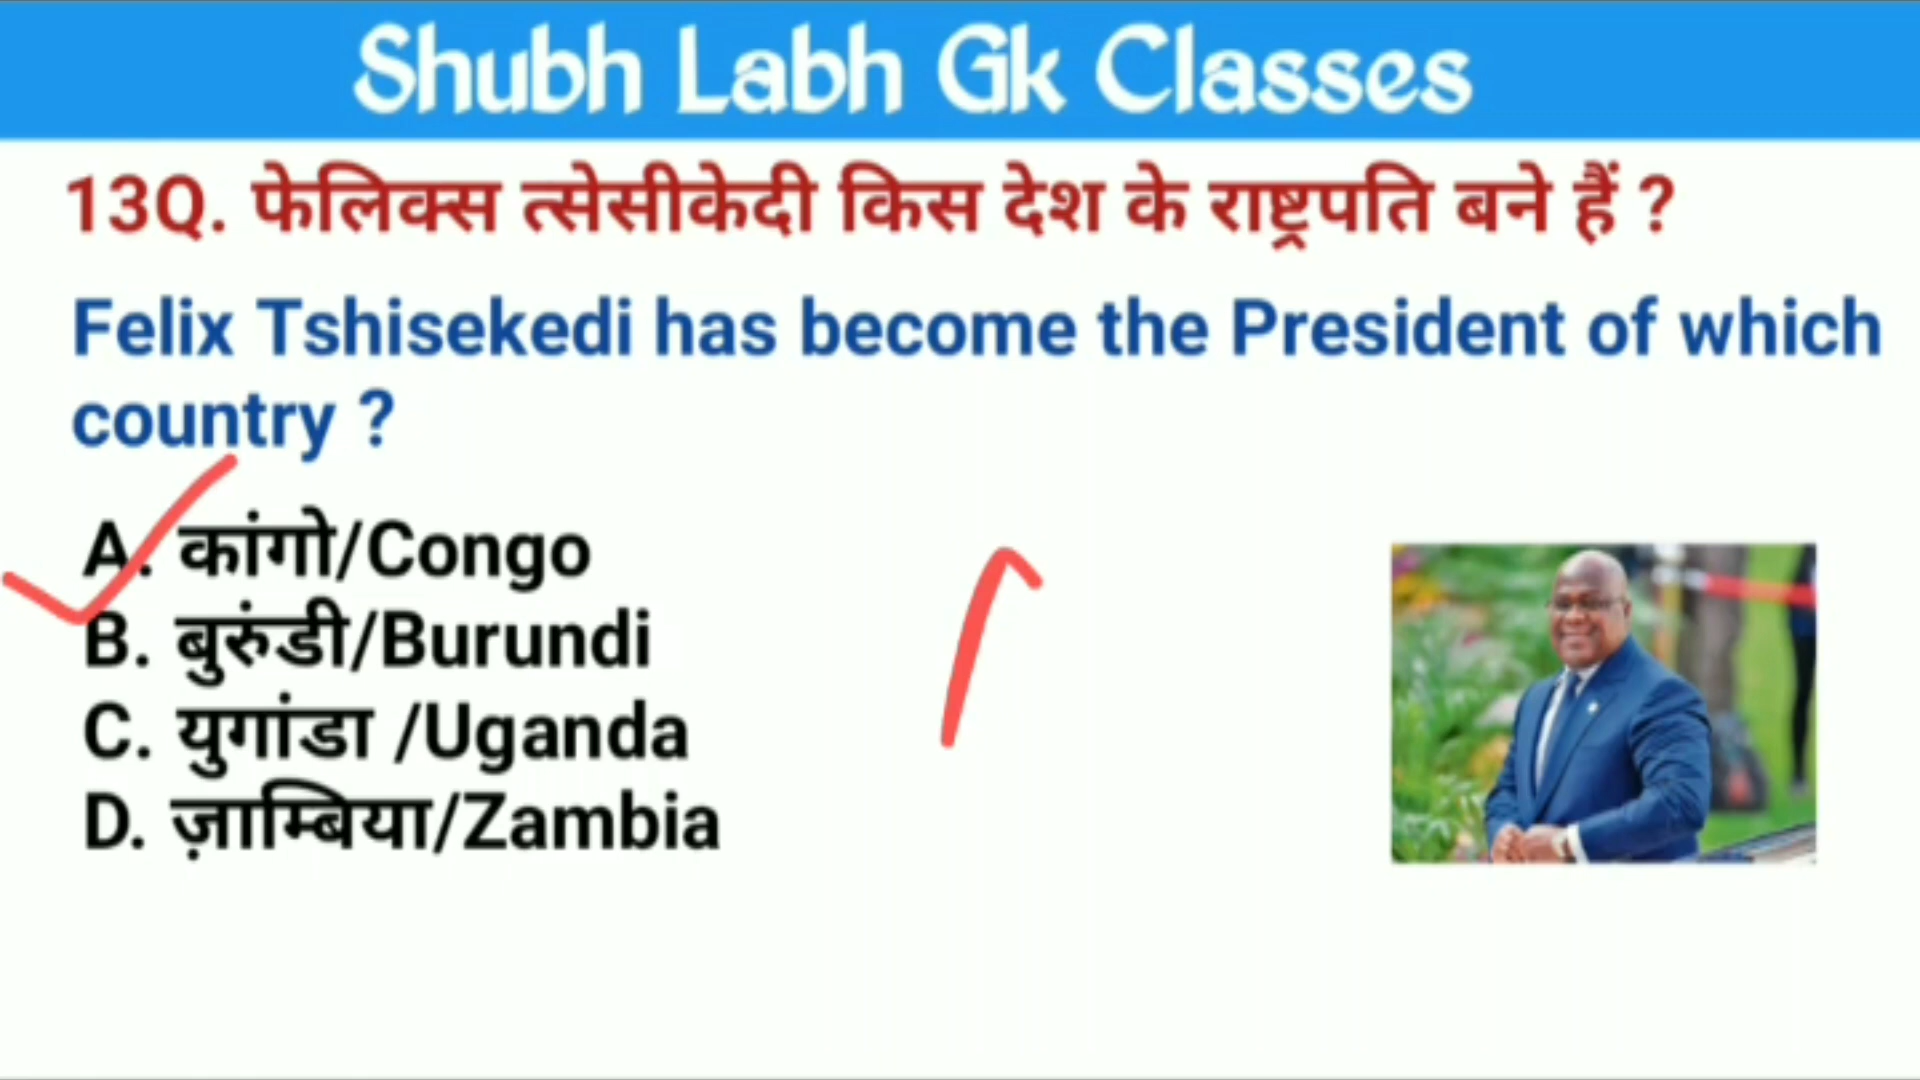 Shubh Labh Gk Classes
13Q. फेलिक्स त्सेसीकेदी किस देश के राष्ट्रपति बने हैं ?
Felix Tshisekedi has become the President of which
country ?
A. कांगो/Congo
B. बुरुंडी/Burundi
C. युगांडा /Uganda
D. ज़ाम्बिया/Zambia